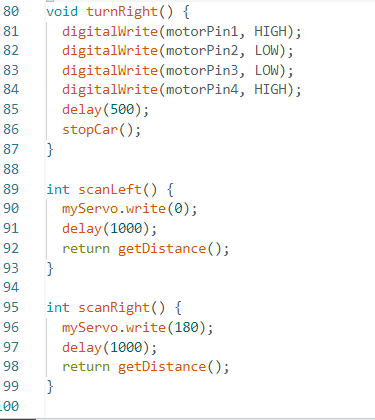 80 void turnRight() {
81   digitalWrite(motorPin1, HIGH);
82   digitalWrite(motorPin2, LOW);
83   digitalWrite(motorPin3, LOW);
84   digitalWrite(motorPin4, HIGH);
85   delay(500);
86   stopCar();
87 }
88
89 int scanLeft() {
90   myServo.write(0);
91   delay(1000);
92   return getDistance();
93 }
94
95 int scanRight() {
96   myServo.write(180);
97   delay(1000);
98   return getDistance();
99 }
100